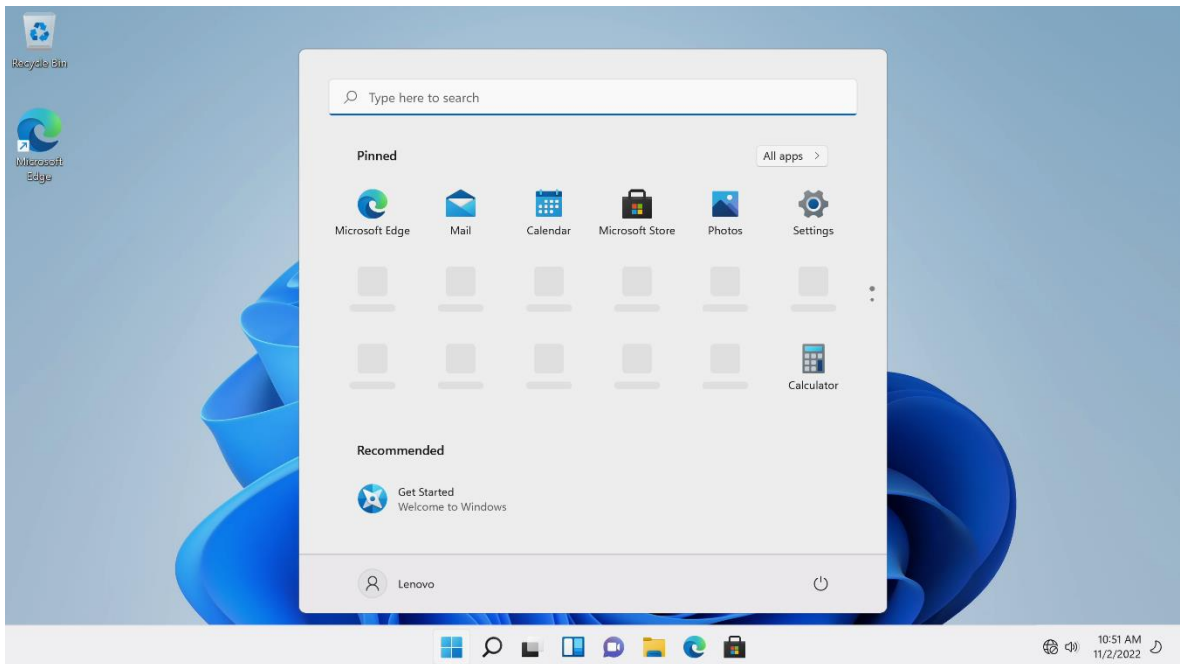 Recycle Bin
Microsoft
Edge
Type here to search
Pinned
All apps >
Microsoft Edge
Mail
Calendar
Microsoft Store
Photos
Settings
Calculator
Recommended
Get Started
Welcome to Windows
Lenovo
10:51 AM
11/2/2022